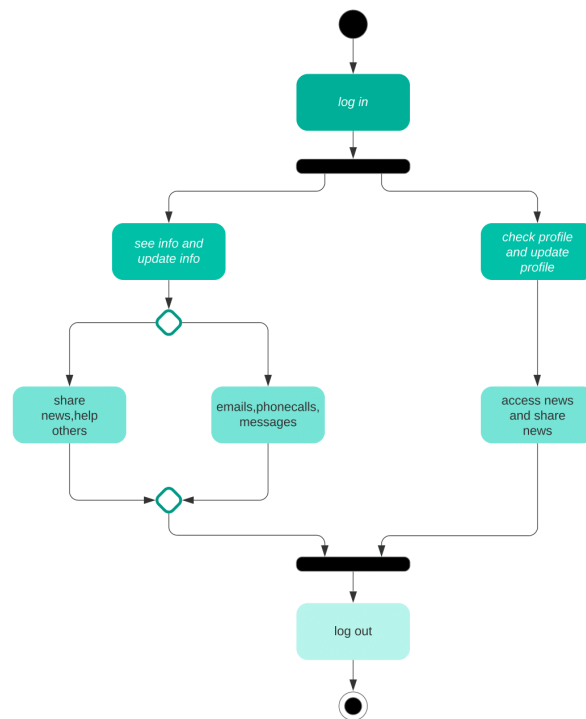 log in
see info and
update info
check profile
and update
profile
share
news,help
others
emails,phonecalls,
messages
access news
and share
news
log out